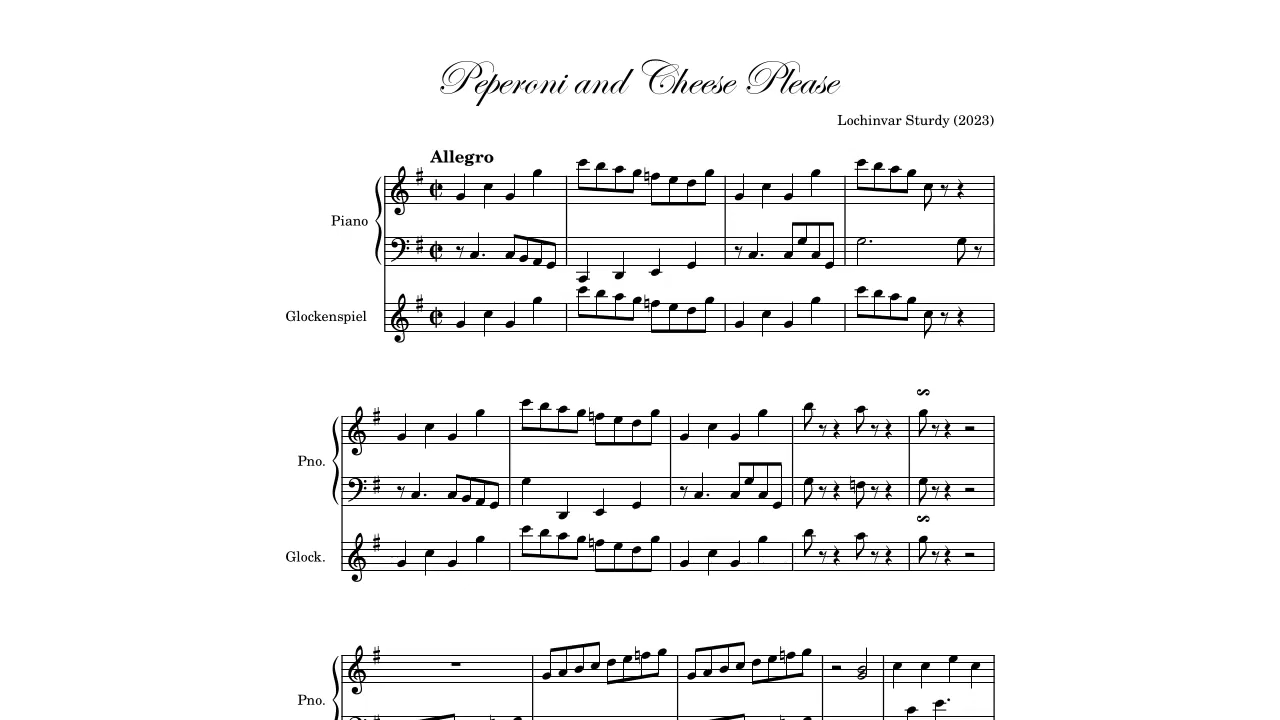 Peperoni and Cheese Please
Lochinvar Sturdy (2023)
Allegro
Piano
Glockenspiel
Pno.
Glock.
Pno.